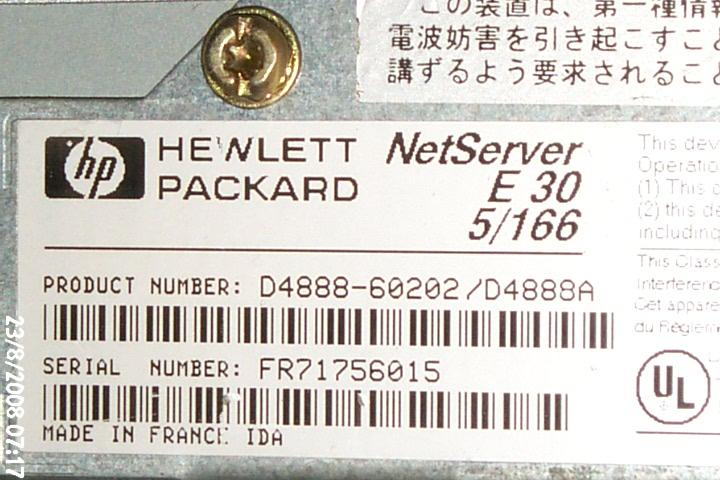 この装置は、第一種情報
電波妨害を引き起こすこと
講ずるよう要求されること
hp HEWLETT PACKARD
NetServer
E 30
5/166
PRODUCT NUMBER: D4888-60202/D4888A
SERIAL NUMBER: FR71756015
MADE IN FRANCE IDA
This dev
Operatio
(1) This d
(2) this de
including
This Class
Interferenc
Cet appare
du Règlem
UL
23/8/2008 07:17